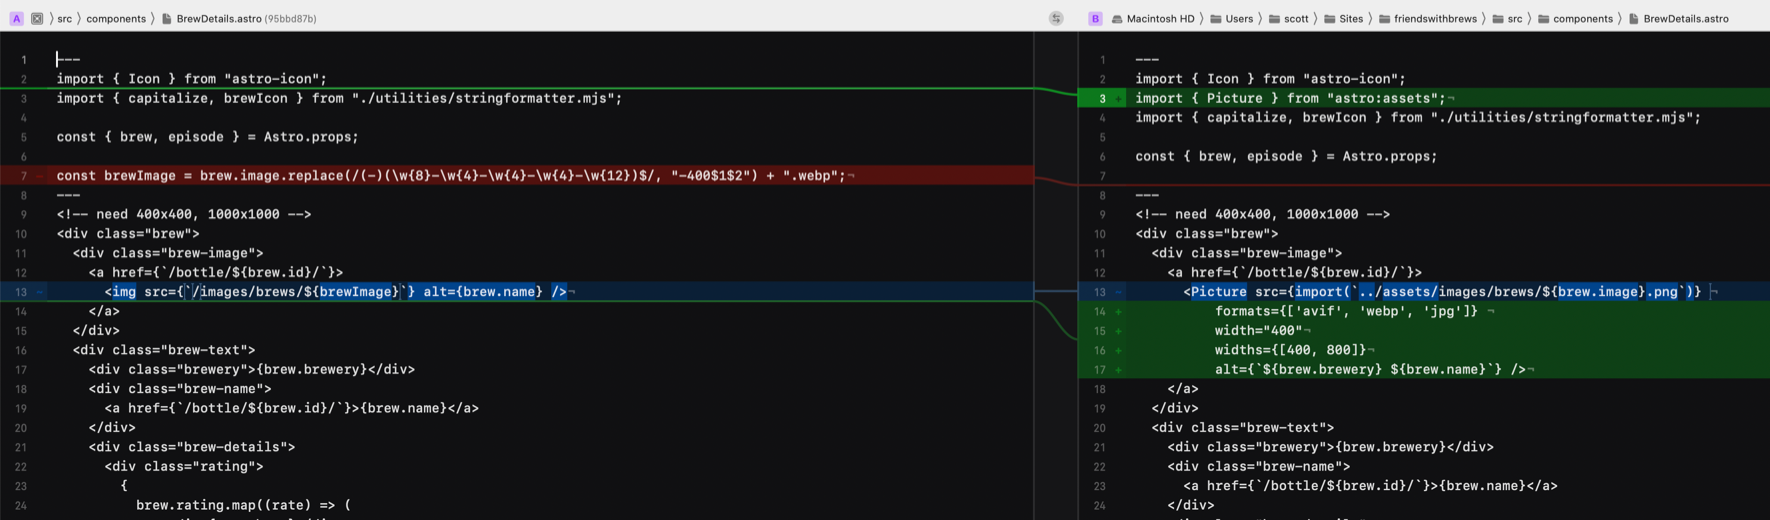 A src components BrewDetails.astro (95bbd87b)
1 ---
2 import { Icon } from "astro-icon";
3 import { capitalize, brewIcon } from "./utilities/stringformatter.mjs";
4
5 const { brew, episode } = Astro.props;
6
7 - const brewImage = brew.image.replace(/(-)(\w{8}-\w{4}-\w{4}-\w{4}-\w{12})$/, "-400$1$2") + ".webp";¬
8 ---
9 <!-- need 400x400, 1000x1000 -->
10 <div class="brew">
11 <div class="brew-image">
12 <a href={`/bottle/${brew.id}/`}>
13 ~ <img src={`/images/brews/${brewImage}`} alt={brew.name} />¬
14 </a>
15 </div>
16 <div class="brew-text">
17 <div class="brewery">{brew.brewery}</div>
18 <div class="brew-name">
19 <a href={`/bottle/${brew.id}/`}>{brew.name}</a>
20 </div>
21 <div class="brew-details">
22 <div class="rating">
23 {
24 brew.rating.map((rate) => (
B Macintosh HD Users scott Sites friendswithbrews src components BrewDetails.astro
1 ---
2 import { Icon } from "astro-icon";
3 + import { Picture } from "astro:assets";¬
4 import { capitalize, brewIcon } from "./utilities/stringformatter.mjs";
5
6 const { brew, episode } = Astro.props;
7
8 ---
9 <!-- need 400x400, 1000x1000 -->
10 <div class="brew">
11 <div class="brew-image">
12 <a href={`/bottle/${brew.id}/`}>
13 ~ <Picture src={import(`../assets/images/brews/${brew.image}.png`)} ¬
14 + formats={['avif', 'webp', 'jpg']} ¬
15 + width="400"¬
16 + widths={[400, 800]}¬
17 + alt={`${brew.brewery} ${brew.name}`} />¬
18 </a>
19 </div>
20 <div class="brew-text">
21 <div class="brewery">{brew.brewery}</div>
22 <div class="brew-name">
23 <a href={`/bottle/${brew.id}/`}>{brew.name}</a>
24 </div>